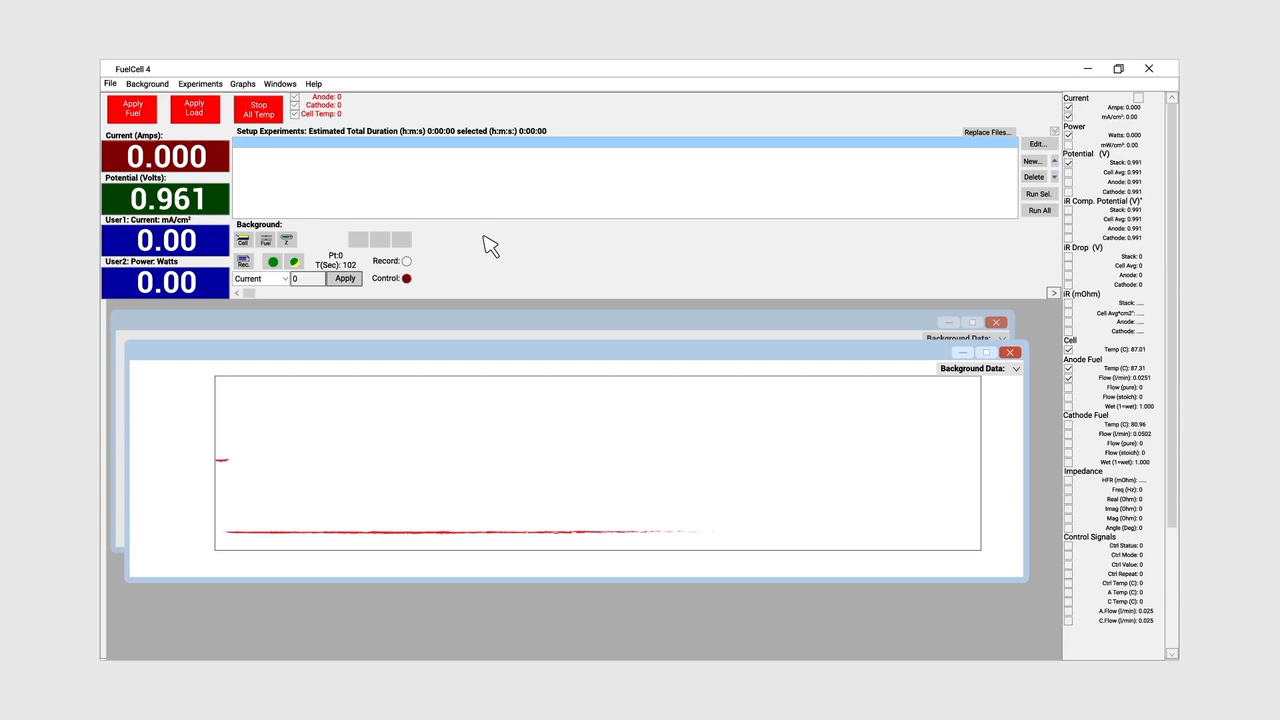 FuelCell 4
File Background Experiments Graphs Windows Help
Apply Fuel
Apply Load
Stop All Temp
Anode: 0
Cathode: 0
Cell Temp: 0
Current (Amps):
0.000
Potential (Volts):
0.961
User1: Current: mA/cm²
0.00
User2: Power: Watts
0.00
Setup Experiments: Estimated Total Duration (h:m:s) 0:00:00 selected (h:m:s:) 0:00:00
Replace Files...
Edit...
New...
Delete
Run Sel.
Run All
Background:
Cell
Fuel
Z
Rec.
Pt:0
T(Sec): 102
Record:
Current
0
Apply
Control:
Background Data:
Background Data:
Current
Amps: 0.000
mA/cm²: 0.00
Power
Watts: 0.000
mW/cm²: 0.00
Potential (V)
Stack: 0.991
Cell Avg: 0.991
Anode: 0.991
Cathode: 0.991
iR Comp. Potential (V)"
Stack: 0.991
Cell Avg: 0.991
Anode: 0.991
Cathode: 0.991
iR Drop (V)
Stack: 0
Cell Avg: 0
Anode: 0
Cathode: 0
iR (mOhm)
Stack: .....
Cell Avg*cm2": .....
Anode: .....
Cathode: .....
Cell
Temp (C): 87.01
Anode Fuel
Temp (C): 87.31
Flow (l/min): 0.0251
Flow (pure): 0
Flow (stoich): 0
Wet (1=wet): 1.000
Cathode Fuel
Temp (C): 80.96
Flow (l/min): 0.0502
Flow (pure): 0
Flow (stoich): 0
Wet (1=wet): 1.000
Impedance
HFR (mOhm): .....
Freq (Hz): 0
Real (Ohm): 0
Imag (Ohm): 0
Mag (Ohm): 0
Angle (Deg): 0
Control Signals
Ctrl Status: 0
Ctrl Mode: 0
Ctrl Value: 0
Ctrl Repeat: 0
Ctrl Temp (C): 0
A Temp (C): 0
C Temp (C): 0
A.Flow (l/min): 0.025
C.Flow (l/min): 0.025